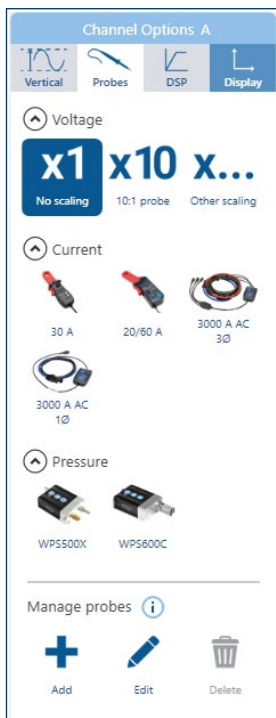 Channel Options A
Vertical Probes DSP Display
Voltage
x1 x10 x...
No scaling 10:1 probe Other scaling
Current
30 A 20/60 A 3000 A AC
3Ø
3000 A AC
1Ø
Pressure
WPS500X WPS600C
Manage probes i
Add Edit Delete